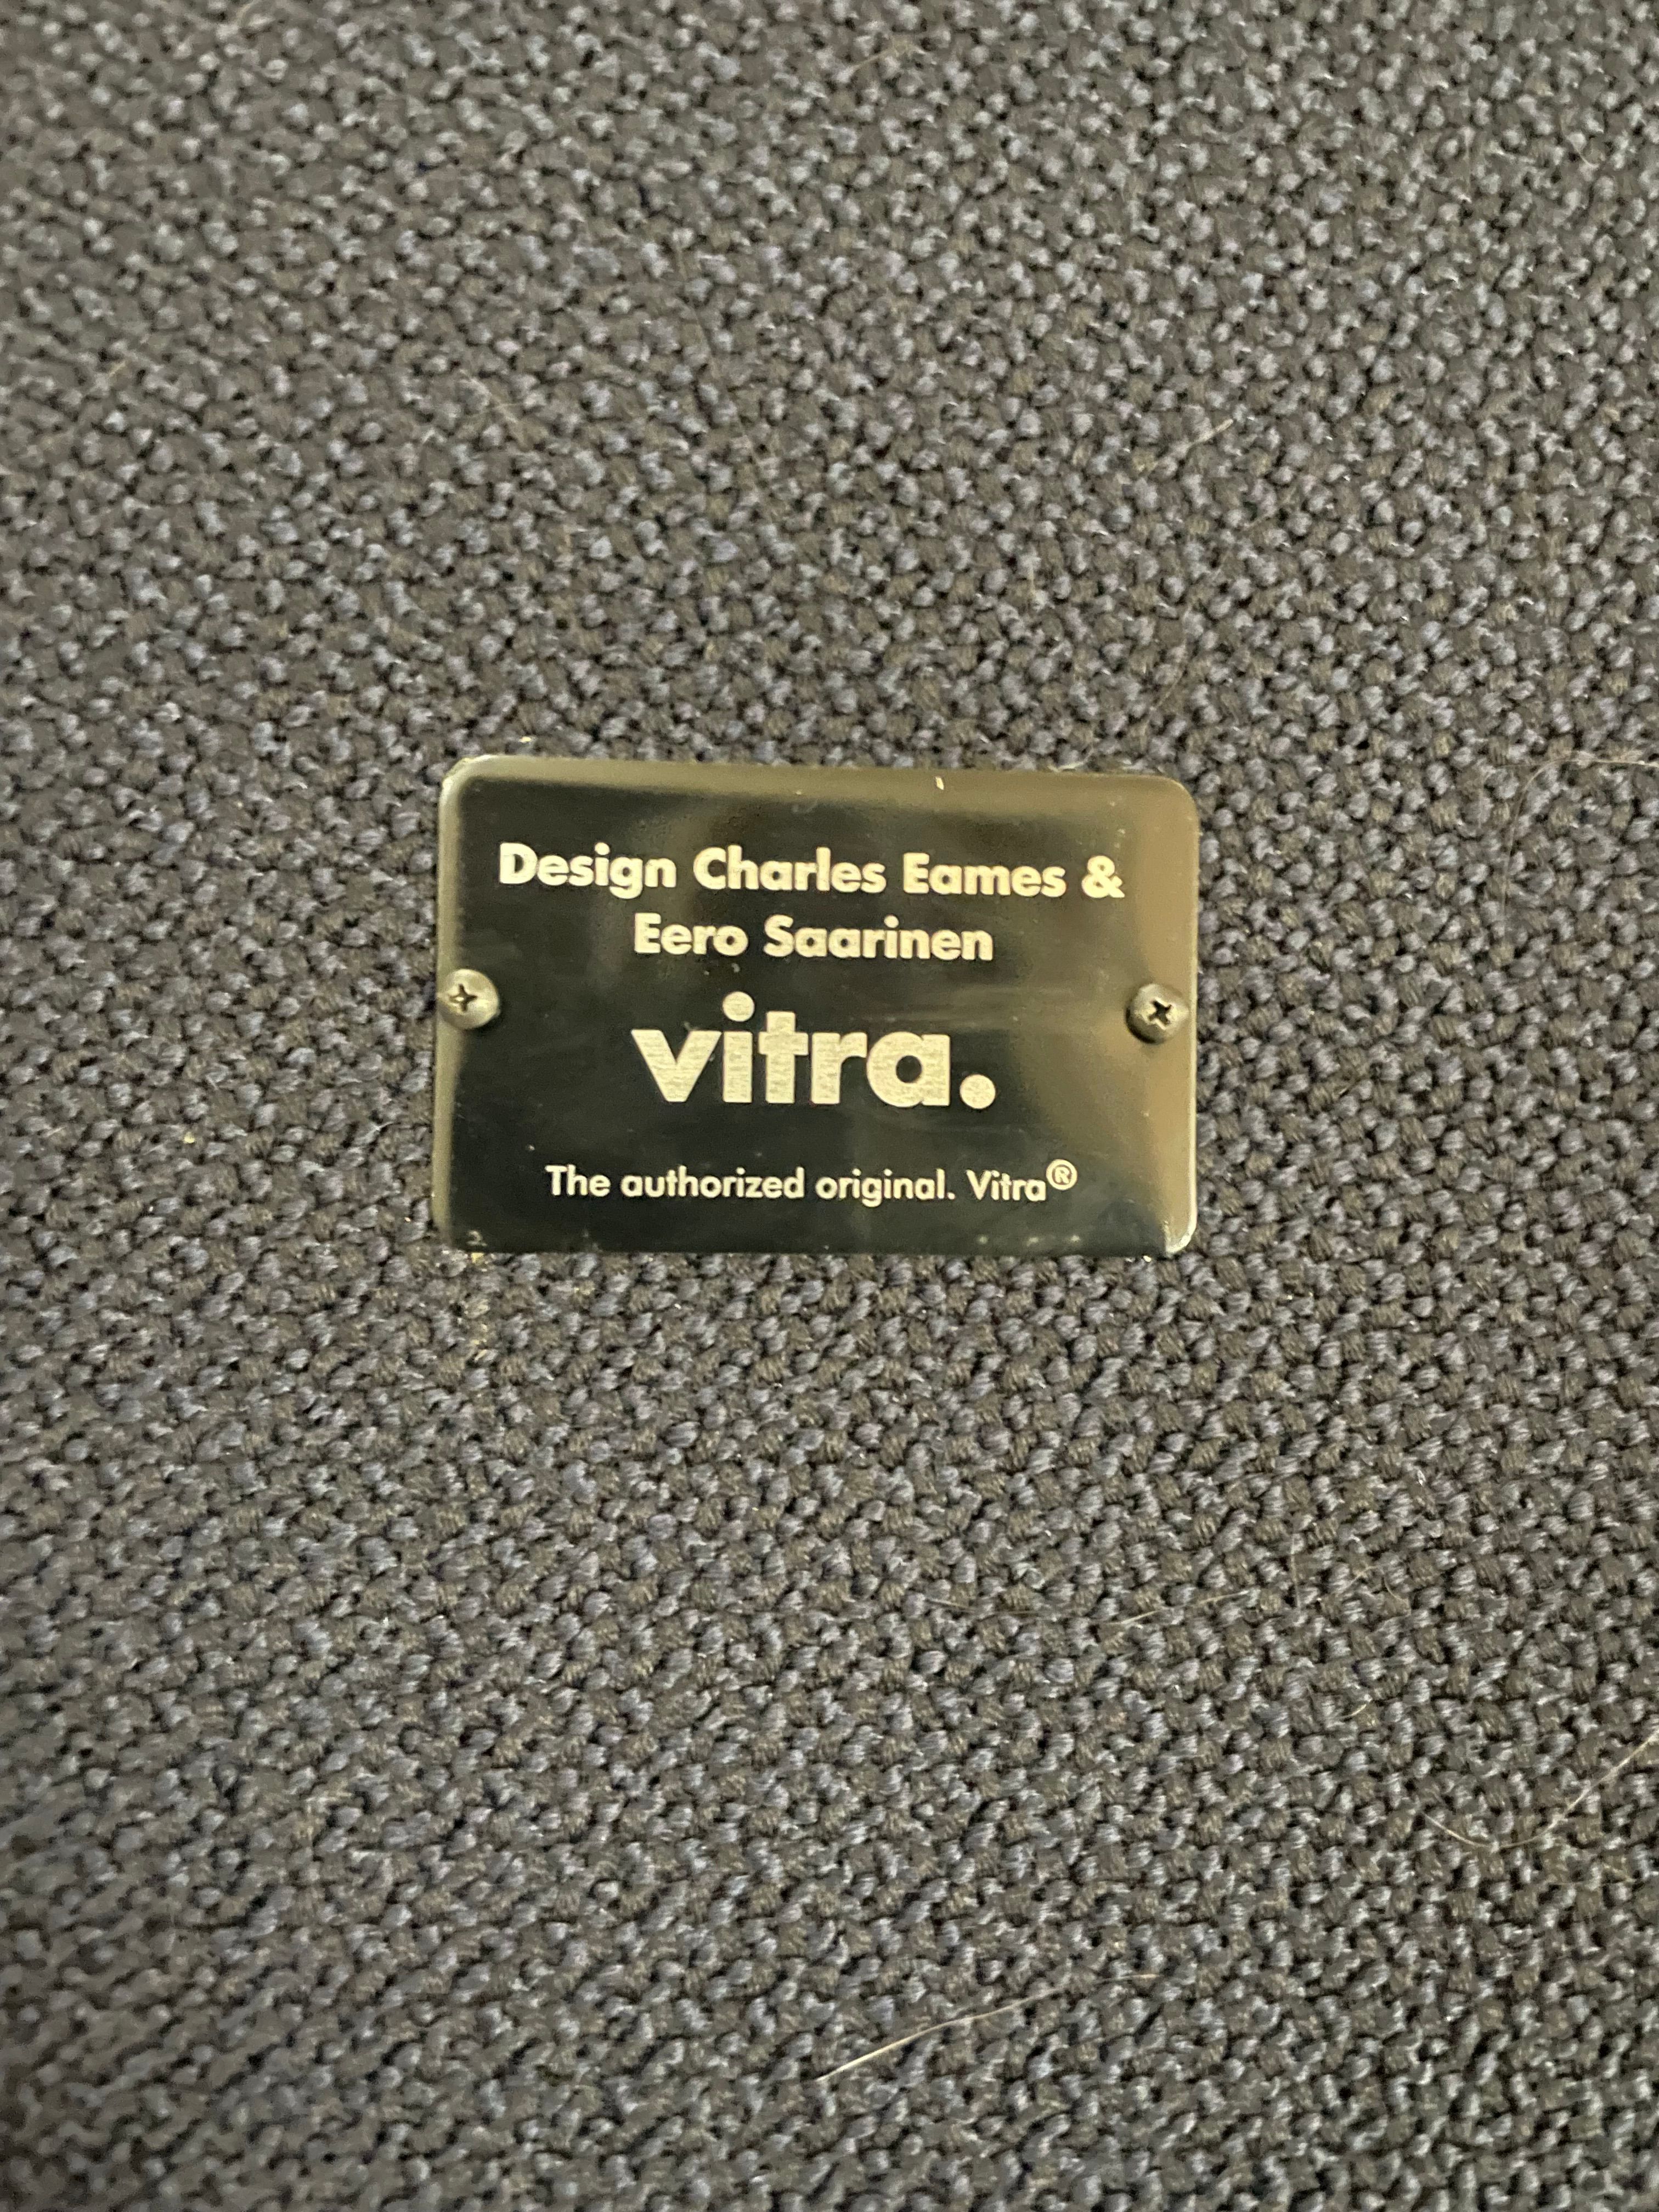 Design Charles Eames &
Eero Saarinen
vitra.
The authorized original. Vitra®